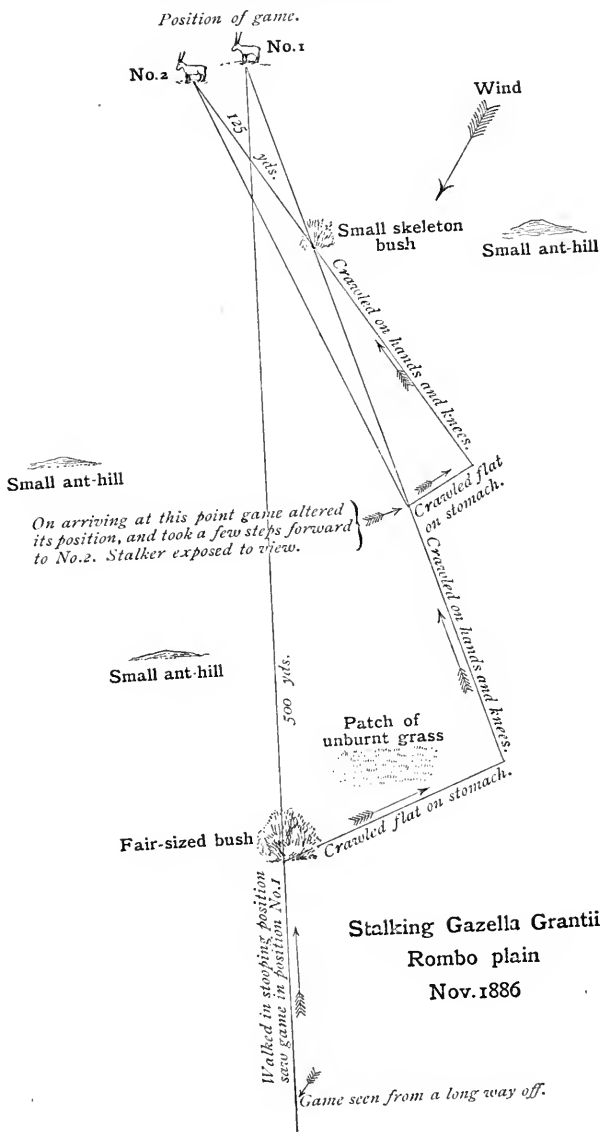 Position of game.
No.1
No.2
125
yds.
Wind
Small skeleton
bush
Small ant-hill
Crawled on hands and knees.
Small ant-hill
Crawled flat
on stomach.
On arriving at this point game altered
its position, and took a few steps forward
to No.2. Stalker exposed to view.
Crawled on hands and knees.
Small ant-hill
500 yds.
Patch of
unburnt grass
Fair-sized bush
Crawled flat on stomach.
Walked in stooping position
saw game in position No.1
Stalking Gazella Grantii
Rombo plain
Nov.1886
Game seen from a long way off.